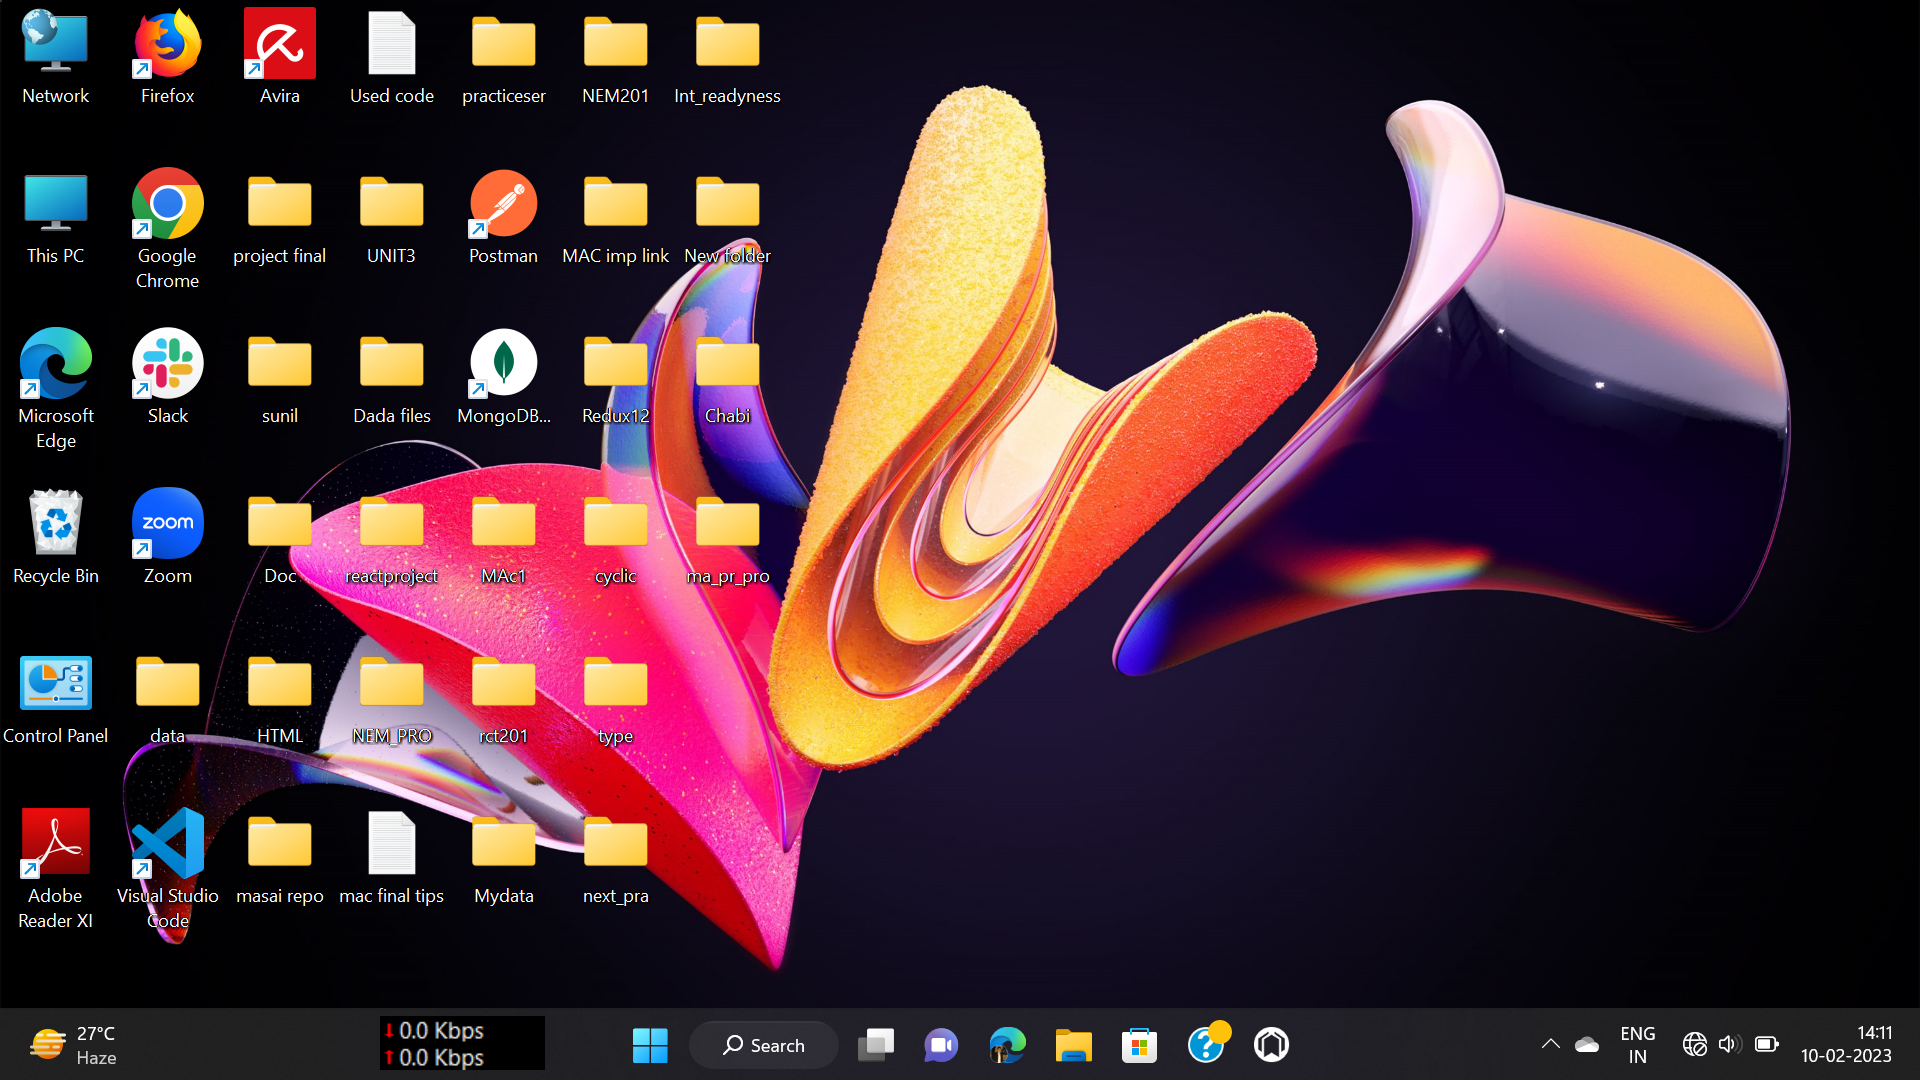 Network
Firefox
Avira
Used code
practiceser
NEM201
Int_readyness
This PC
Google
Chrome
project final
UNIT3
Postman
MAC imp link
New folder
Microsoft
Edge
Slack
sunil
Dada files
MongoDB...
Redux12
Chabi
Recycle Bin
zoom
Zoom
Doc
reactproject
MAc1
cyclic
ma_pr_pro
Control Panel
data
HTML
NEM_PRO
rct201
type
Adobe
Reader XI
Visual Studio
Code
masai repo
mac final tips
Mydata
next_pra
27°C
Haze
0.0 Kbps
0.0 Kbps
Search
ENG
IN
14:11
10-02-2023